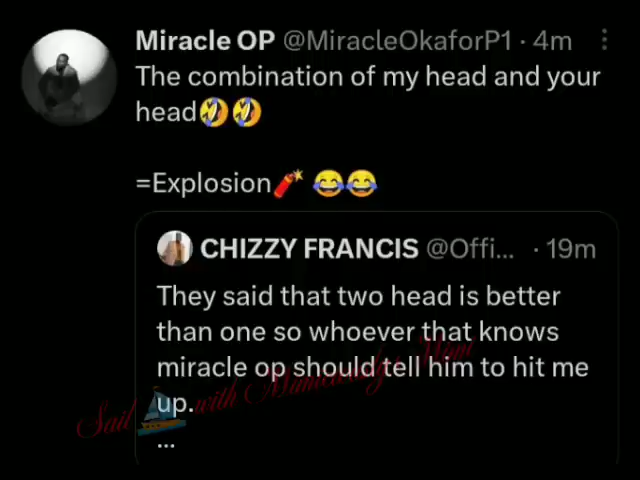 Miracle OP @MiracleOkaforP1 · 4m
The combination of my head and your
head🤣🤣
=Explosion🧨 😂😂
CHIZZY FRANCIS @Offi... · 19m
They said that two head is better
than one so whoever that knows
miracle op should tell him to hit me
up.
...
Sail with